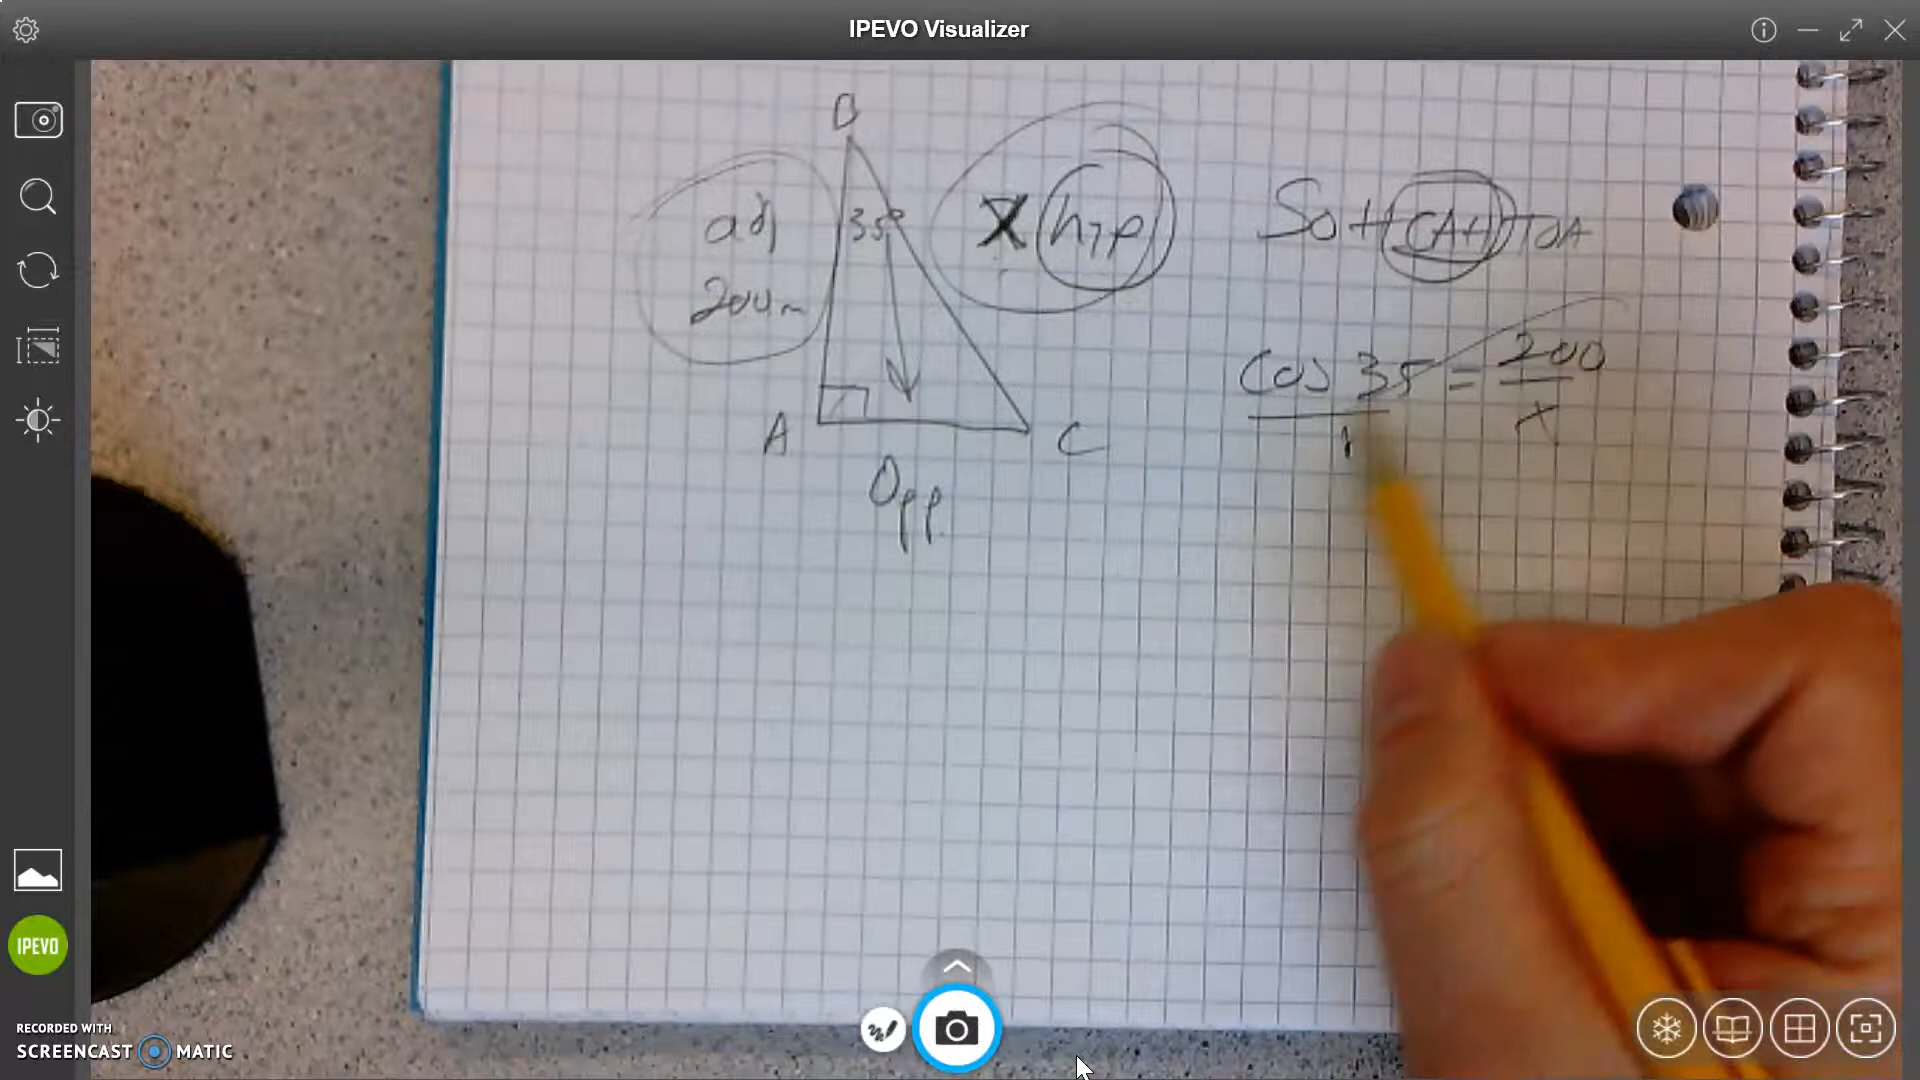 IPEVO Visualizer
B
adj
35°
X hyp
SOH CAH TOA
200m
cos 35 = 200
1 x
A
C
Opp.
IPEVO
RECORDED WITH
SCREENCAST MATIC